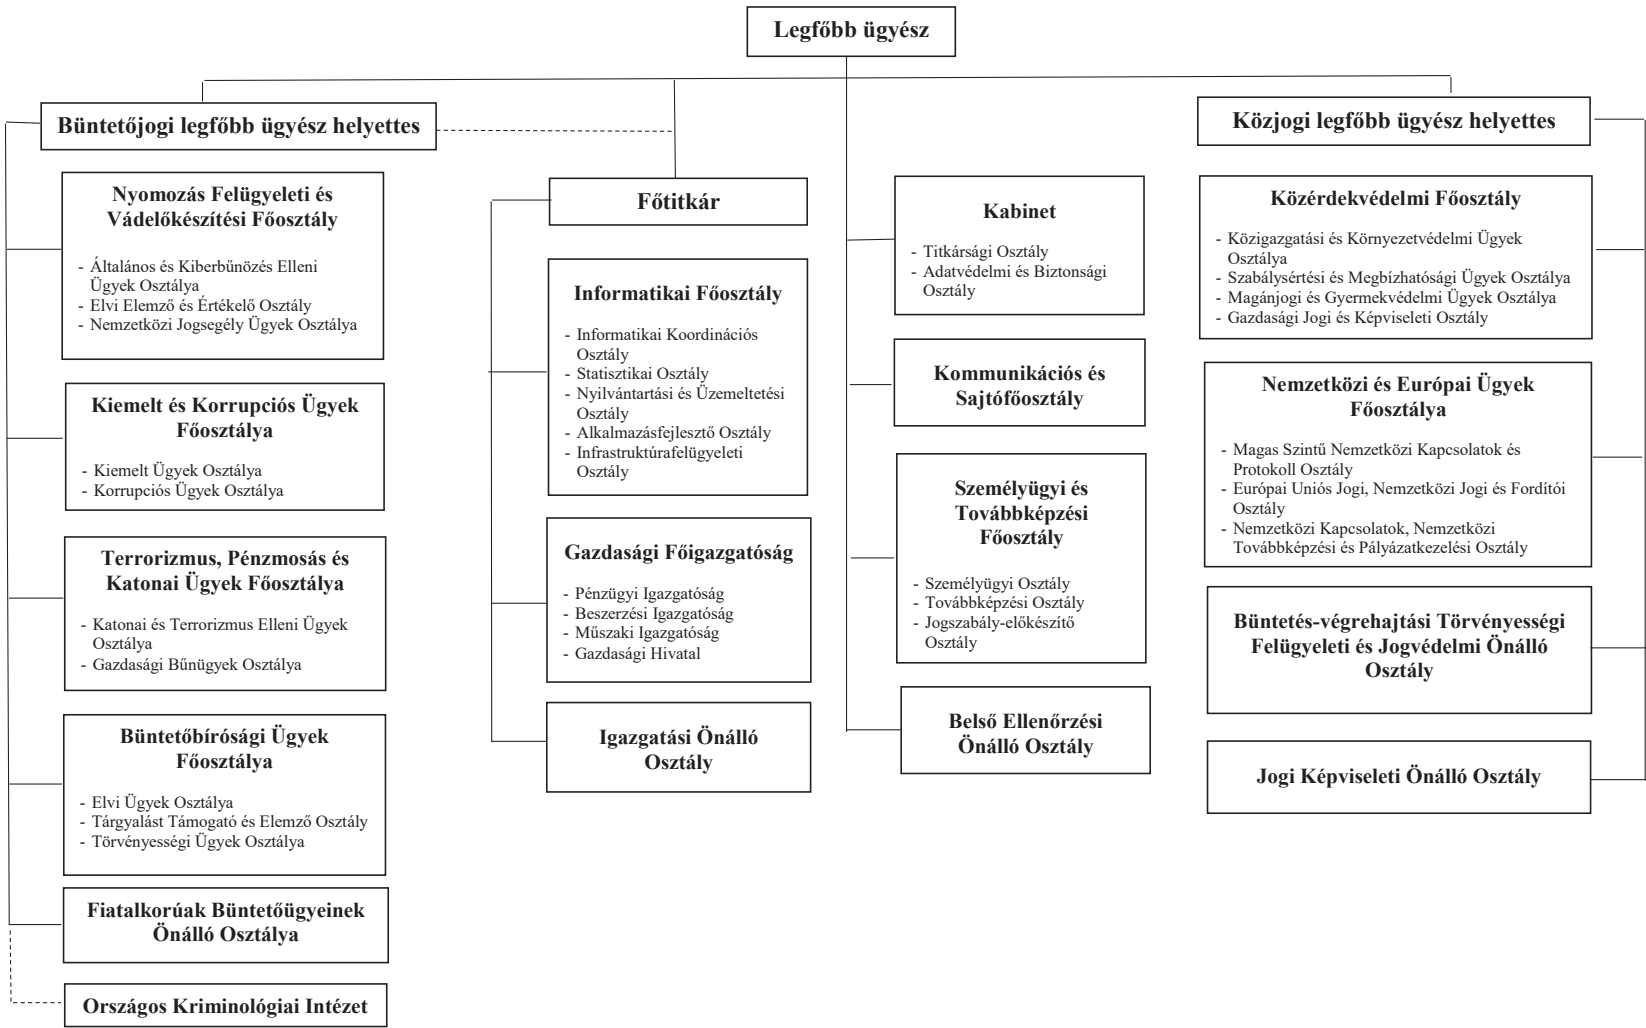 Legfőbb ügyész
Büntetőjogi legfőbb ügyész helyettes
Nyomozás Felügyeleti és
Vádelőkészítési Főosztály
- Általános és Kiberbűnözés Elleni
Ügyek Osztálya
- Elvi Elemző és Értékelő Osztály
- Nemzetközi Jogsegély Ügyek Osztálya
Kiemelt és Korrupciós Ügyek
Főosztálya
- Kiemelt Ügyek Osztálya
- Korrupciós Ügyek Osztálya
Terrorizmus, Pénzmosás és
Katonai Ügyek Főosztálya
- Katonai és Terrorizmus Elleni Ügyek
Osztálya
- Gazdasági Bűnügyek Osztálya
Büntetőbírósági Ügyek
Főosztálya
- Elvi Ügyek Osztálya
- Tárgyalást Támogató és Elemző Osztály
- Törvényességi Ügyek Osztálya
Fiatalkorúak Büntetőügyeinek
Önálló Osztálya
Országos Kriminológiai Intézet
Főtitkár
Informatikai Főosztály
- Informatikai Koordinációs
Osztály
- Statisztikai Osztály
- Nyilvántartási és Üzemeltetési
Osztály
- Alkalmazásfejlesztő Osztály
- Infrastruktúrafelügyeleti
Osztály
Gazdasági Főigazgatóság
- Pénzügyi Igazgatóság
- Beszerzési Igazgatóság
- Műszaki Igazgatóság
- Gazdasági Hivatal
Igazgatási Önálló
Osztály
Kabinet
- Titkársági Osztály
- Adatvédelmi és Biztonsági
Osztály
Kommunikációs és
Sajtófőosztály
Személyügyi és
Továbbképzési
Főosztály
- Személyügyi Osztály
- Továbbképzési Osztály
- Jogszabály-előkészítő
Osztály
Belső Ellenőrzési
Önálló Osztály
Közjogi legfőbb ügyész helyettes
Közérdekvédelmi Főosztály
- Közigazgatási és Környezetvédelmi Ügyek
Osztálya
- Szabálysértési és Megbízhatósági Ügyek Osztálya
- Magánjogi és Gyermekvédelmi Ügyek Osztálya
- Gazdasági Jogi és Képviseleti Osztály
Nemzetközi és Európai Ügyek
Főosztálya
- Magas Szintű Nemzetközi Kapcsolatok és
Protokoll Osztály
- Európai Uniós Jogi, Nemzetközi Jogi és Fordítói
Osztály
- Nemzetközi Kapcsolatok, Nemzetközi
Továbbképzési és Pályázatkezelési Osztály
Büntetés-végrehajtási Törvényességi
Felügyeleti és Jogvédelmi Önálló
Osztály
Jogi Képviseleti Önálló Osztály